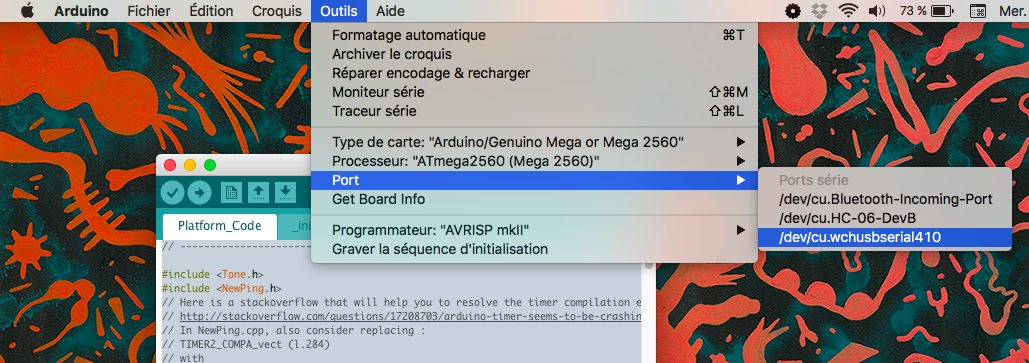 Arduino Fichier Édition Croquis Outils Aide 73 % Mer.
Formatage automatique ⌘T
Archiver le croquis
Réparer encodage & recharger
Moniteur série ⇧⌘M
Traceur série ⇧⌘L
Type de carte: "Arduino/Genuino Mega or Mega 2560"
Processeur: "ATmega2560 (Mega 2560)"
Port
Get Board Info
Programmateur: "AVRISP mkII"
Graver la séquence d'initialisation
Ports série
/dev/cu.Bluetooth-Incoming-Port
/dev/cu.HC-06-DevB
/dev/cu.wchusbserial410
Platform_Code _ini
// ----------------------
#include <Tone.h>
#include <NewPing.h>
// Here is a stackoverflow that will help you to resolve the timer compilation e
// http://stackoverflow.com/questions/17208703/arduino-timer-seems-to-be-crashin
// In NewPing.cpp, also consider replacing :
// TIMER2_COMPA_vect (l.284)
// with